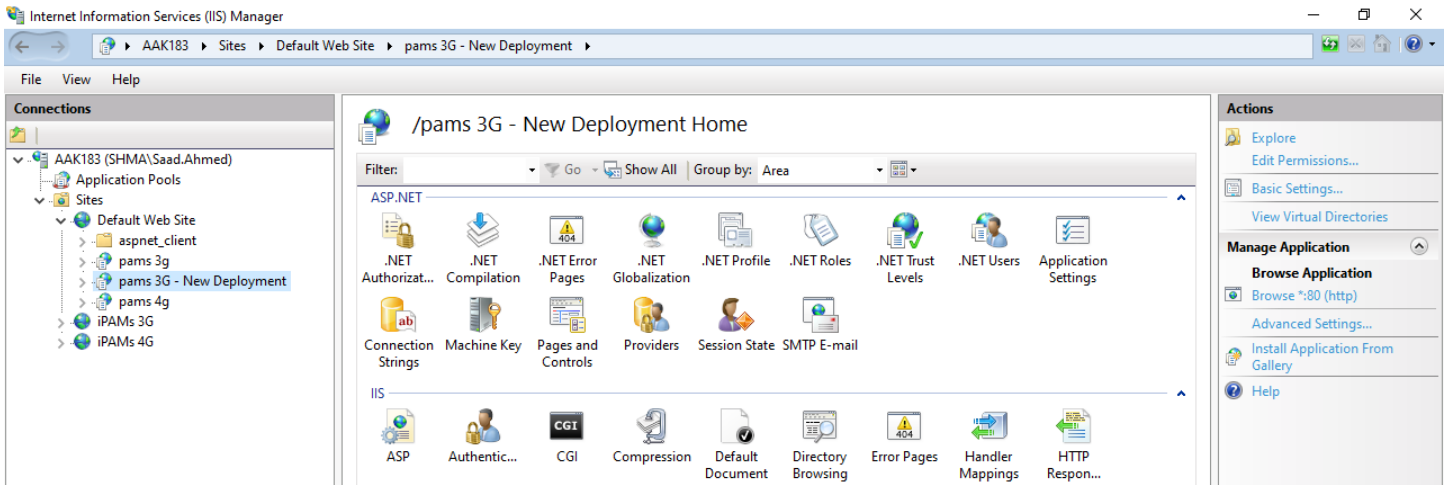 Internet Information Services (IIS) Manager
AAK183 Sites Default Web Site pams 3G - New Deployment
File View Help
Connections
AAK183 (SHMA\Saad.Ahmed)
Application Pools
Sites
Default Web Site
aspnet_client
pams 3g
pams 3G - New Deployment
pams 4g
iPAMs 3G
iPAMs 4G
/pams 3G - New Deployment Home
Filter: Go Show All Group by: Area
ASP.NET
.NET Authorizat...
.NET Compilation
.NET Error Pages
.NET Globalization
.NET Profile
.NET Roles
.NET Trust Levels
.NET Users
Application Settings
Connection Strings
Machine Key
Pages and Controls
Providers
Session State
SMTP E-mail
IIS
ASP
Authentic...
CGI
CGI
Compression
Default Document
Directory Browsing
Error Pages
Handler Mappings
HTTP Respon...
404
ab
404
Actions
Explore
Edit Permissions...
Basic Settings...
View Virtual Directories
Manage Application
Browse Application
Browse *:80 (http)
Advanced Settings...
Install Application From
Gallery
Help